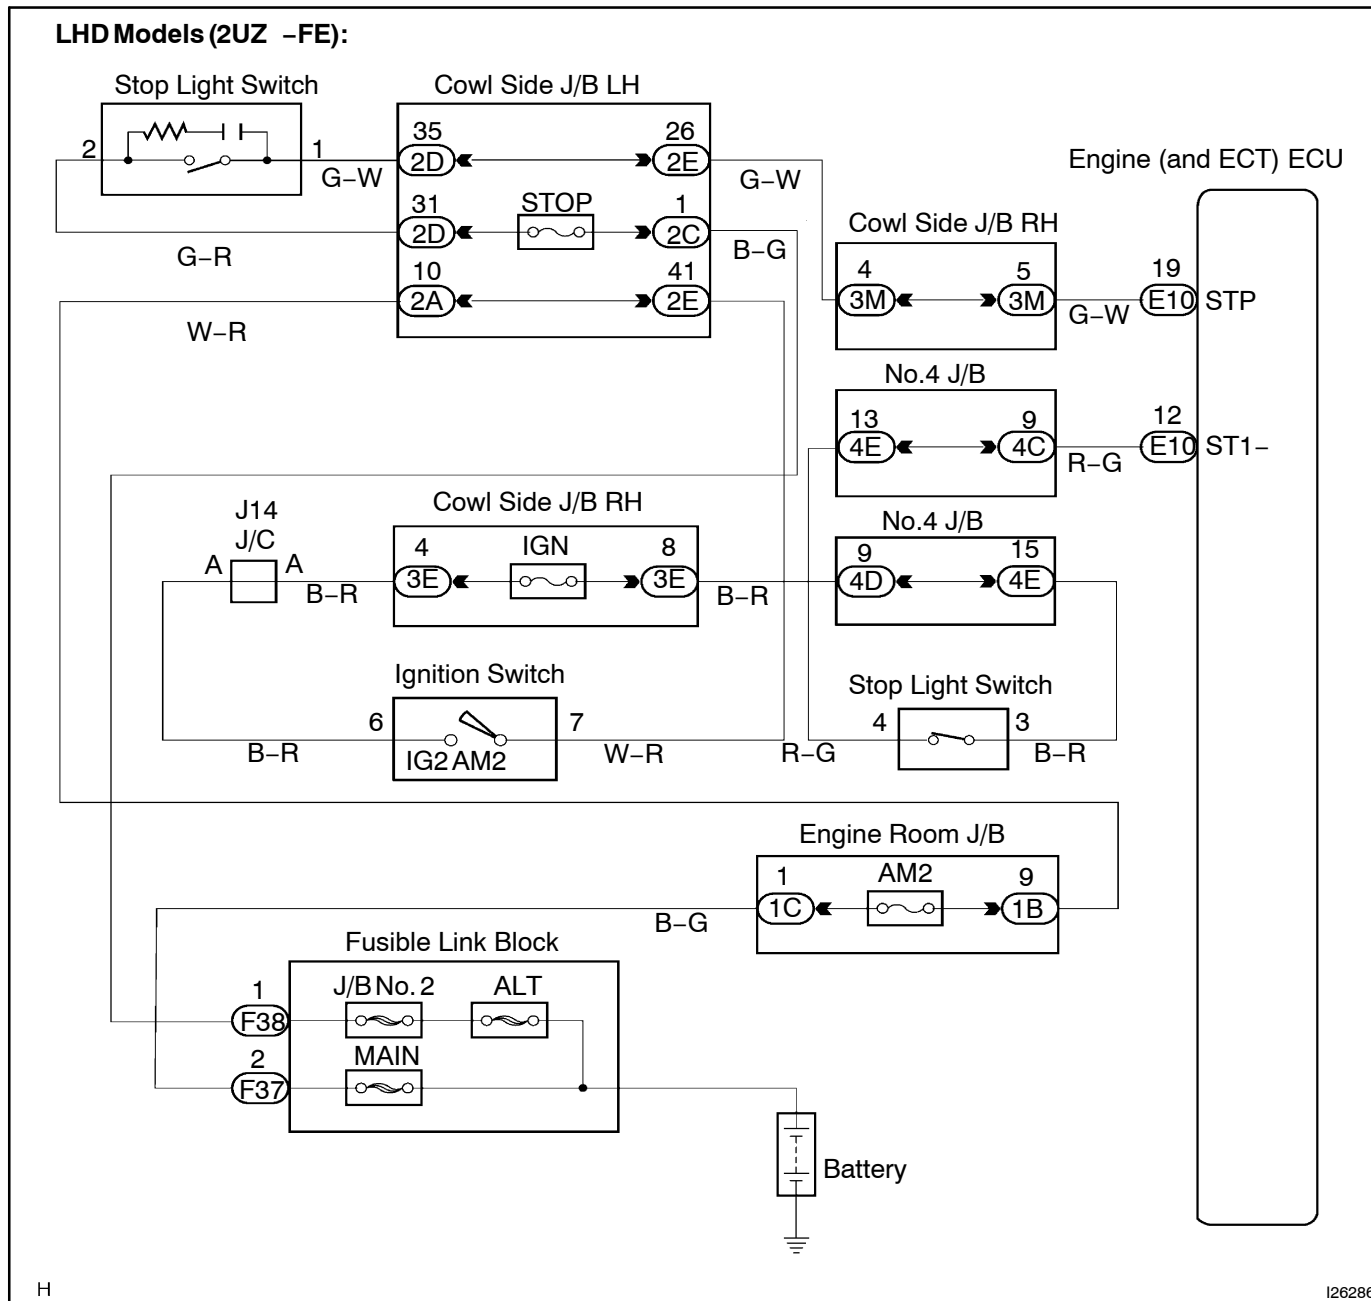 LHD Models (2UZ –FE):
Stop Light Switch
Cowl Side J/B LH
2
1
G–W
35
2D
26
2E
G–W
Engine (and ECT) ECU
31
2D
STOP
1
2C
B–G
G–R
10
2A
41
2E
W–R
Cowl Side J/B RH
4
3M
5
3M
G–W
19
E10
STP
No.4 J/B
13
4E
9
4C
R–G
12
E10
ST1–
J14
J/C
A
A
B–R
Cowl Side J/B RH
4
3E
IGN
8
3E
B–R
No.4 J/B
9
4D
15
4E
Ignition Switch
6
7
IG2 AM2
B–R
W–R
Stop Light Switch
4
3
R–G
B–R
Engine Room J/B
1
1C
AM2
9
1B
B–G
Fusible Link Block
1
F38
J/B No. 2
ALT
2
F37
MAIN
Battery
H
I26286